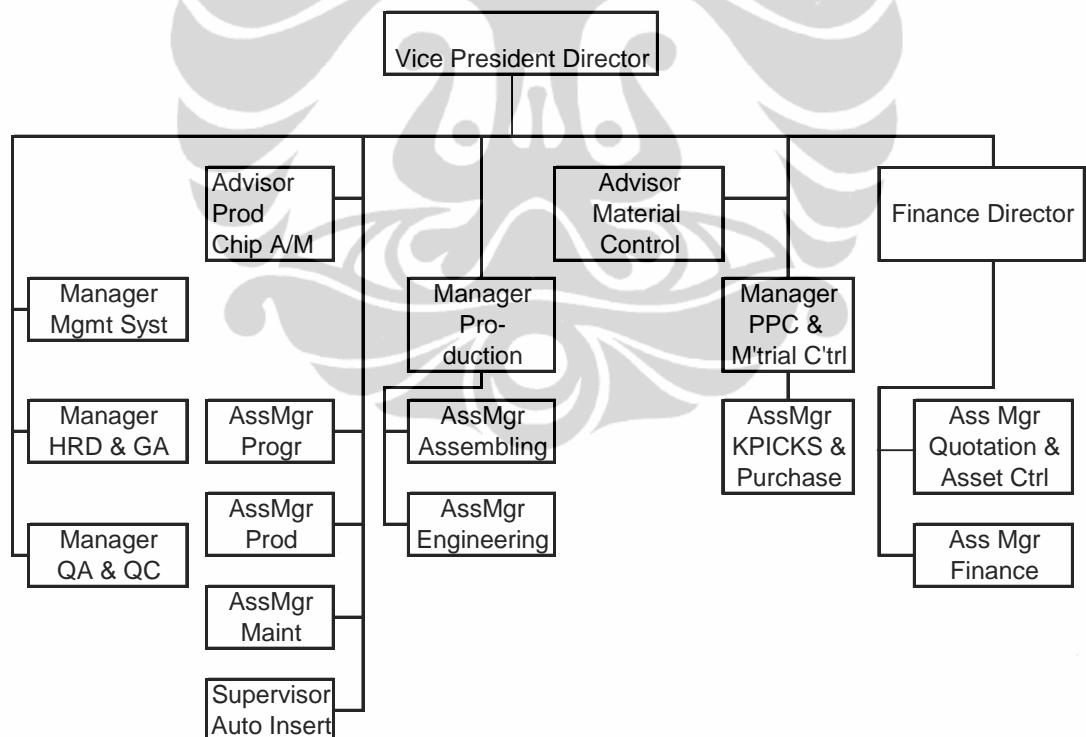 Vice President Director
Advisor
Prod
Chip A/M
Advisor
Material
Control
Finance Director
Manager
Mgmt Syst
Manager
Pro-
duction
Manager
PPC &
M'trial C'trl
Manager
HRD & GA
AssMgr
Progr
AssMgr
Assembling
AssMgr
KPICKS &
Purchase
Ass Mgr
Quotation &
Asset Ctrl
Manager
QA & QC
AssMgr
Prod
AssMgr
Engineering
Ass Mgr
Finance
AssMgr
Maint
Supervisor
Auto Insert